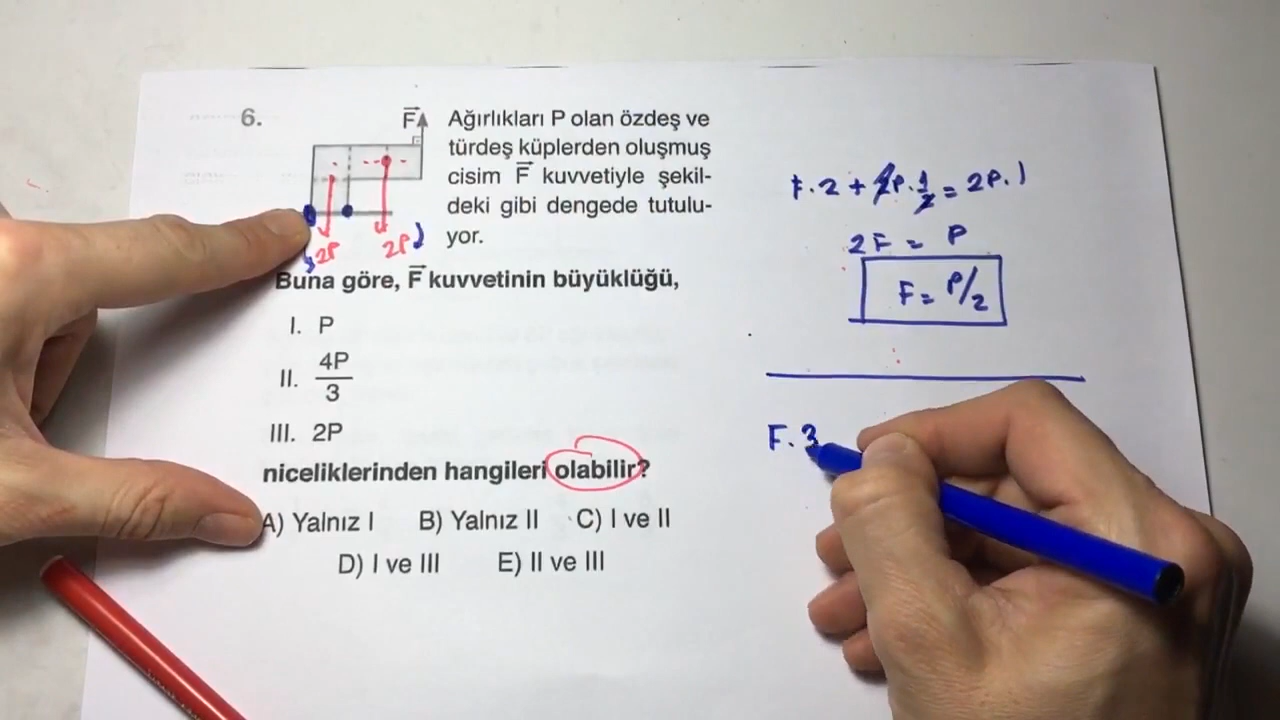 6.
F
Ağırlıkları P olan özdeş ve
türdeş küplerden oluşmuş
cisim F kuvvetiyle şekil-
deki gibi dengede tutulu-
yor.
2P 2P
Buna göre, F kuvvetinin büyüklüğü,
I. P
II. 4P/3
III. 2P
niceliklerinden hangileri olabilir?
A) Yalnız I B) Yalnız II C) I ve II
D) I ve III E) II ve III
F.2 + 2P.1/2 = 2P.1
2F = P
F = P/2
F.3